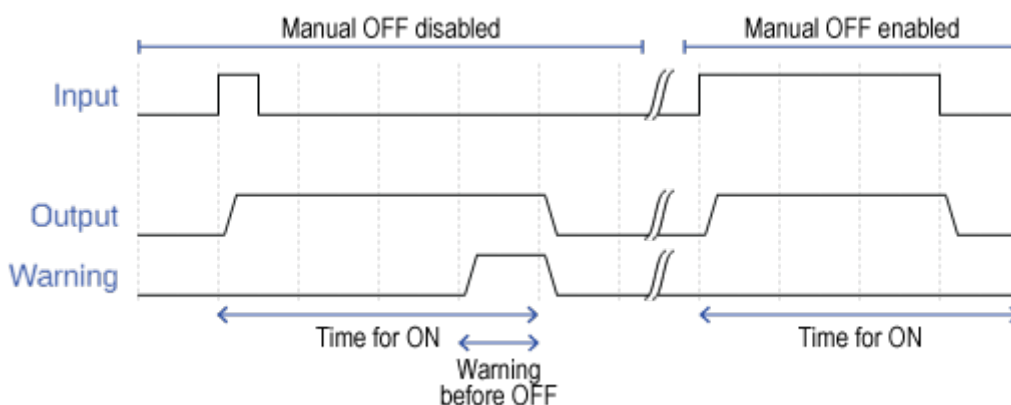 Manual OFF disabled
Manual OFF enabled
Input
Output
Warning
Time for ON
Time for ON
Warning
before OFF